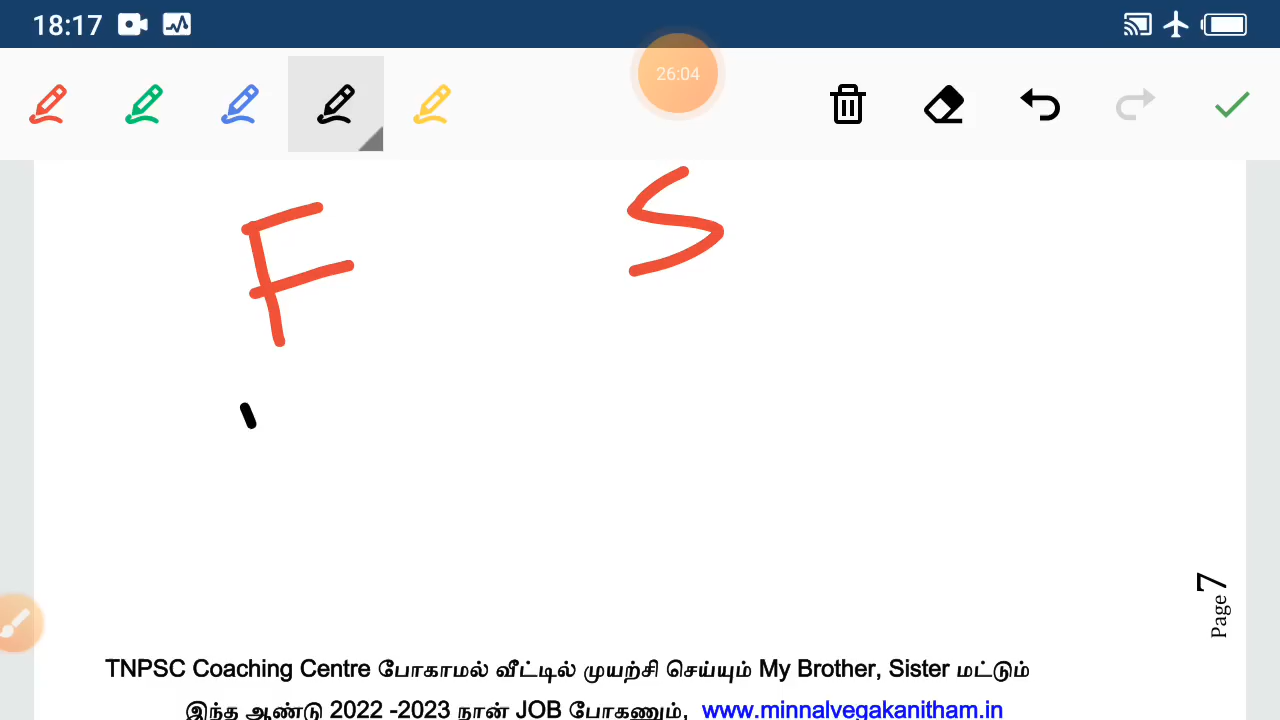 18:17
26:04
F S
Page 7
TNPSC Coaching Centre போகாமல் வீட்டில் முயற்சி செய்யும் My Brother, Sister மட்டும்
இந்த ஆண்டு 2022 -2023 நான் JOB போகணும், www.minnalvegakanitham.in